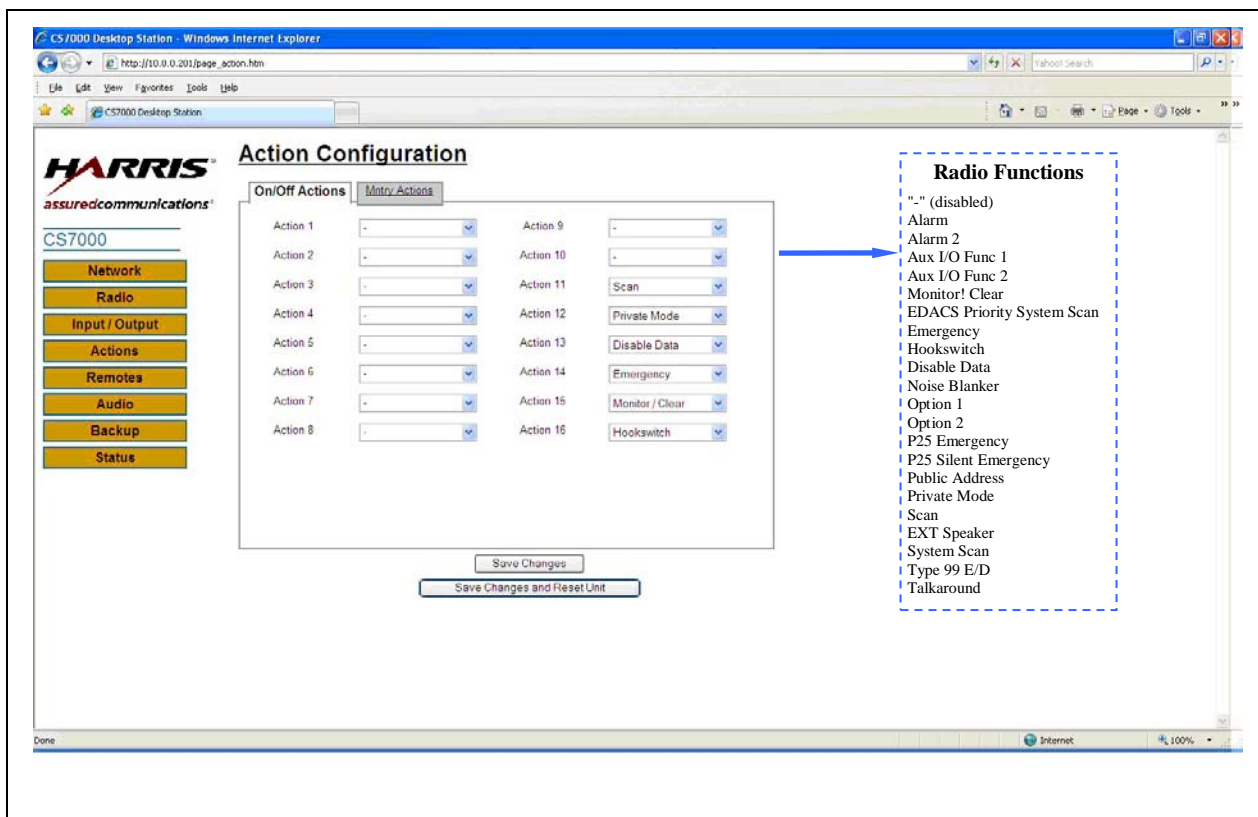 CS7000 Desktop Station - Windows Internet Explorer
http://10.0.0.201/page_action.htm
Yahoo! Search
File Edit View Favorites Tools Help
CS7000 Desktop Station
Page Tools
HARRIS
assuredcommunications
CS7000
Network
Radio
Input / Output
Actions
Remotes
Audio
Backup
Status
Action Configuration
On/Off Actions Mntry Actions
Action 1 - Action 9 -
Action 2 - Action 10 -
Action 3 - Action 11 Scan
Action 4 - Action 12 Private Mode
Action 5 - Action 13 Disable Data
Action 6 - Action 14 Emergency
Action 7 - Action 15 Monitor / Clear
Action 8 - Action 16 Hookswitch
Save Changes
Save Changes and Reset Unit
Radio Functions
"-" (disabled)
Alarm
Alarm 2
Aux I/O Func 1
Aux I/O Func 2
Monitor! Clear
EDACS Priority System Scan
Emergency
Hookswitch
Disable Data
Noise Blanker
Option 1
Option 2
P25 Emergency
P25 Silent Emergency
Public Address
Private Mode
Scan
EXT Speaker
System Scan
Type 99 E/D
Talkaround
Done Internet 100%